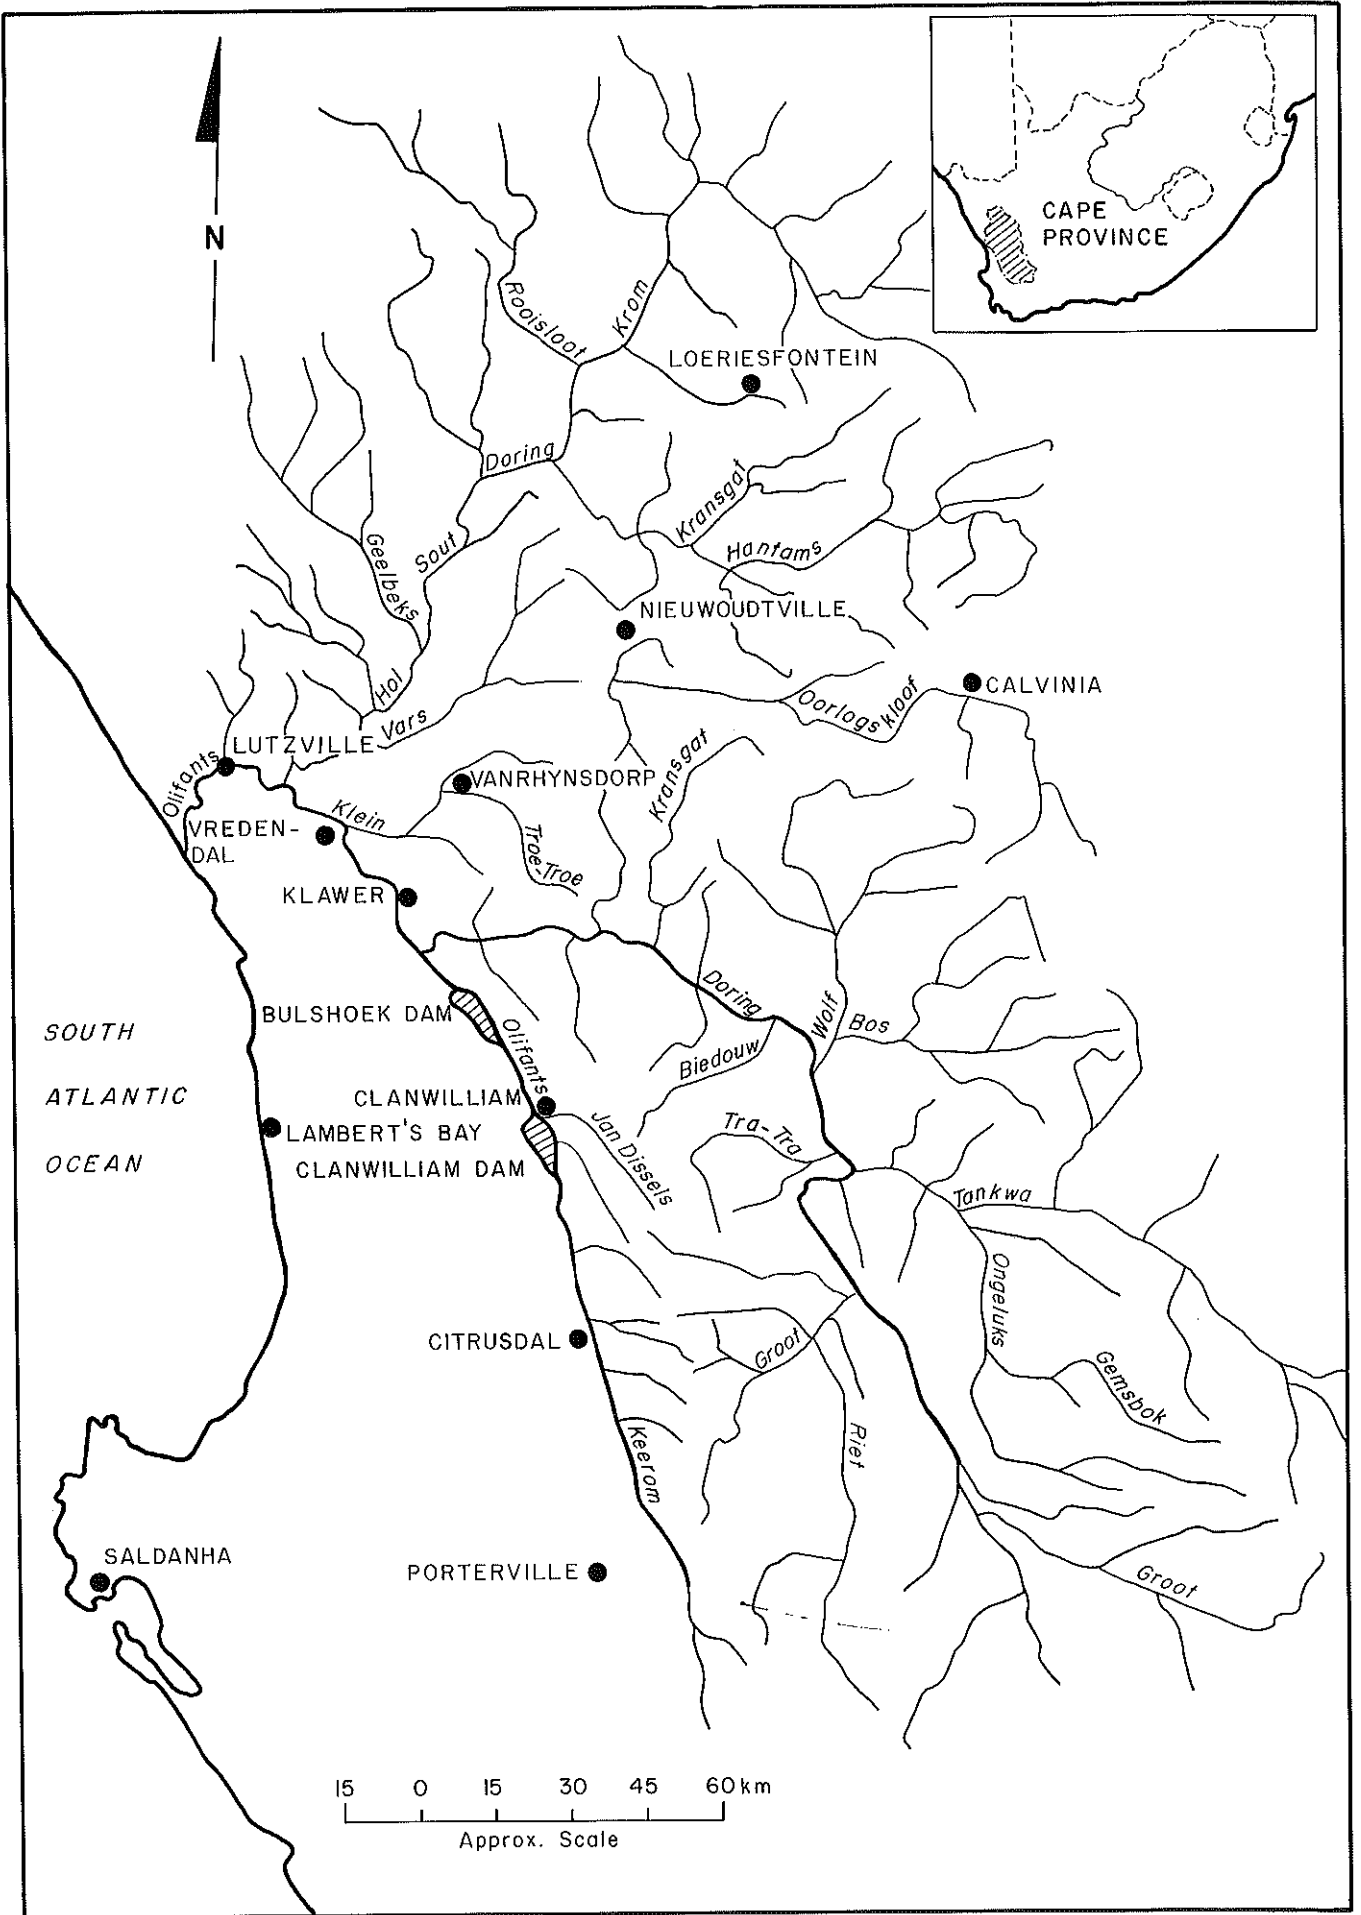 CAPE
PROVINCE
N
Rooisloot
Krom
LOERIESFONTEIN
Doring
Kransgat
Hantams
Geelbeks
Sout
NIEUWOUDTVILLE
Hol
Vars
Oorlogskloof
CALVINIA
LUTZVILLE
Olifants
VANRHYNSDORP
Kransgat
Klein
VREDEN-
DAL
Troe-Troe
KLAWER
Doring
Wolf
Bos
BULSHOEK DAM
Olifants
Biedouw
SOUTH
ATLANTIC
OCEAN
CLANWILLIAM
LAMBERT'S BAY
Jan Dissels
Tra-Tra
CLANWILLIAM DAM
Tankwa
Ongeluks
CITRUSDAL
Groot
Gemsbok
Keerom
Riet
SALDANHA
PORTERVILLE
Groot
15 0 15 30 45 60 km
Approx. Scale